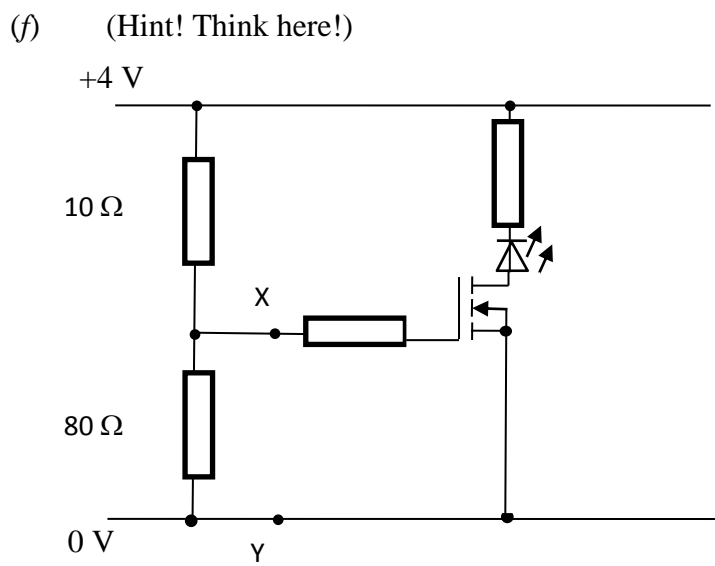 (f) (Hint! Think here!)
+4 V
10 Ω
X
80 Ω
0 V
Y